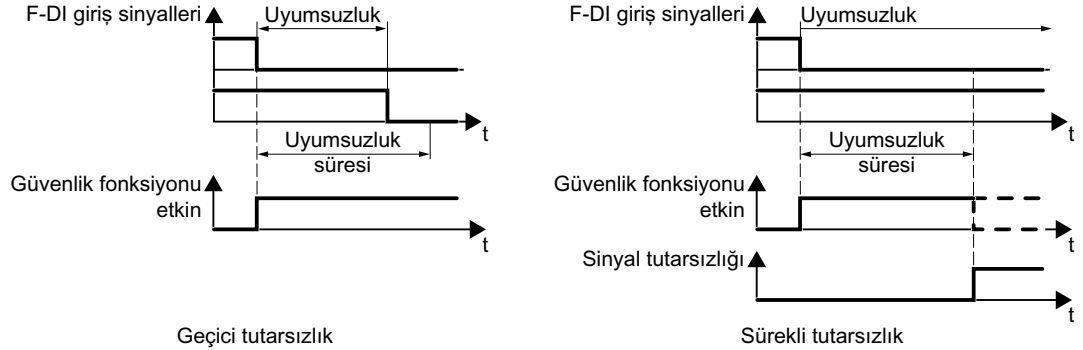 F-DI giriş sinyalleri
Uyumsuzluk
t
Uyumsuzluk
süresi
Güvenlik fonksiyonu
etkin
t
Geçici tutarsızlık
F-DI giriş sinyalleri
Uyumsuzluk
t
Uyumsuzluk
süresi
Güvenlik fonksiyonu
etkin
t
Sinyal tutarsızlığı
t
Sürekli tutarsızlık